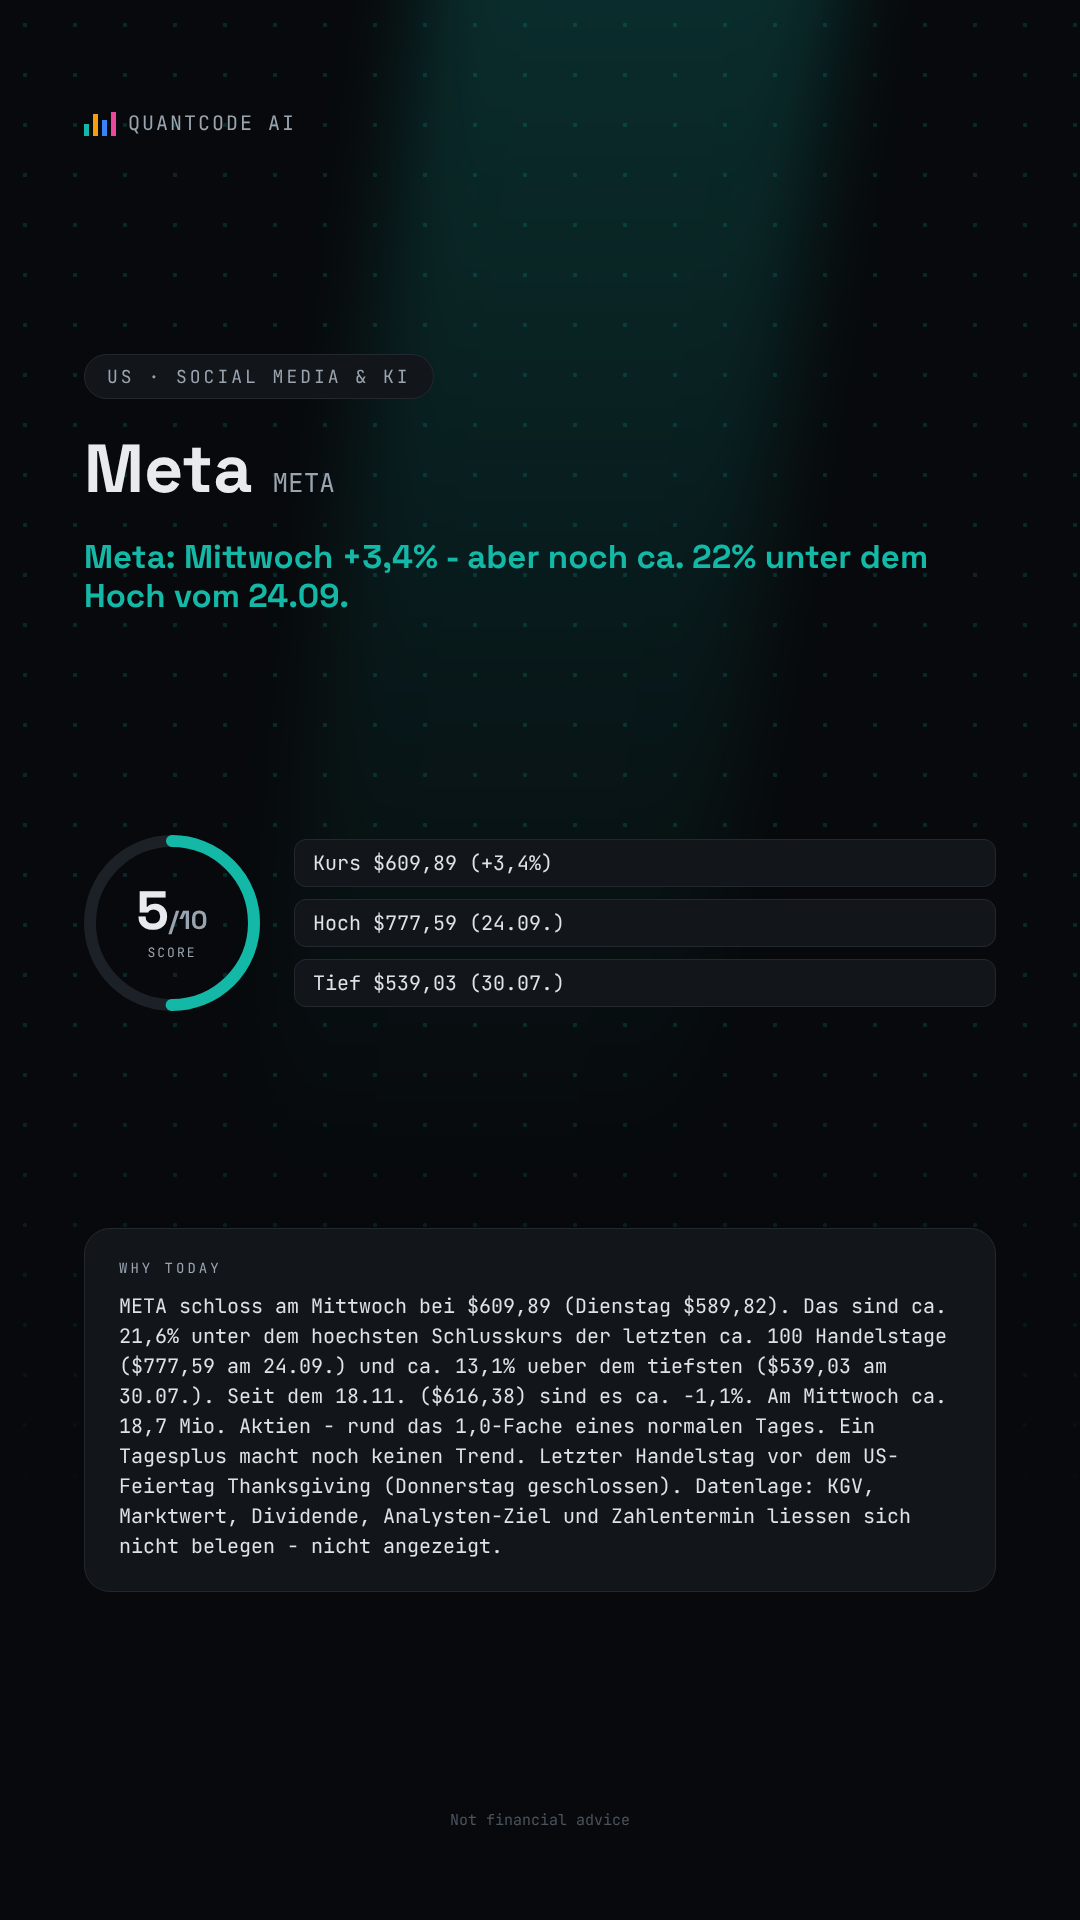 QUANTCODE AI
US · SOCIAL MEDIA & KI
Meta META
Meta: Mittwoch +3,4% - aber noch ca. 22% unter dem
Hoch vom 24.09.
5/10
SCORE
Kurs $609,89 (+3,4%)
Hoch $777,59 (24.09.)
Tief $539,03 (30.07.)
WHY TODAY
META schloss am Mittwoch bei $609,89 (Dienstag $589,82). Das sind ca.
21,6% unter dem hoechsten Schlusskurs der letzten ca. 100 Handelstage
($777,59 am 24.09.) und ca. 13,1% ueber dem tiefsten ($539,03 am
30.07.). Seit dem 18.11. ($616,38) sind es ca. -1,1%. Am Mittwoch ca.
18,7 Mio. Aktien - rund das 1,0-Fache eines normalen Tages. Ein
Tagesplus macht noch keinen Trend. Letzter Handelstag vor dem US-
Feiertag Thanksgiving (Donnerstag geschlossen). Datenlage: KGV,
Marktwert, Dividende, Analysten-Ziel und Zahlentermin liessen sich
nicht belegen - nicht angezeigt.
Not financial advice